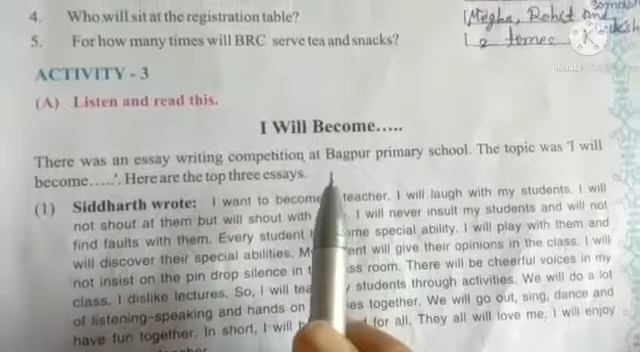 4. Who will sit at the registration table? Megha, Rohit and
5. For how many times will BRC serve tea and snacks? 2 times
ACTIVITY - 3
(A) Listen and read this.
I Will Become.....
There was an essay writing competition at Bagpur primary school. The topic was 'I will
become.....'. Here are the top three essays.
(1) Siddharth wrote: I want to become teacher. I will laugh with my students. I will
not shout at them but will shout with I will never insult my students and will not
find faults with them. Every student some special ability. I will play with them and
will discover their special abilities. will give their opinions in the class. I will
not insist on the pin drop silence in room. There will be cheerful voices in my
class. I dislike lectures. So, I will students through activities. We will do a lot
of listening-speaking and hands on together. We will go out, sing, dance and
have fun together. In short, I will for all. They all will love me. I will enjoy